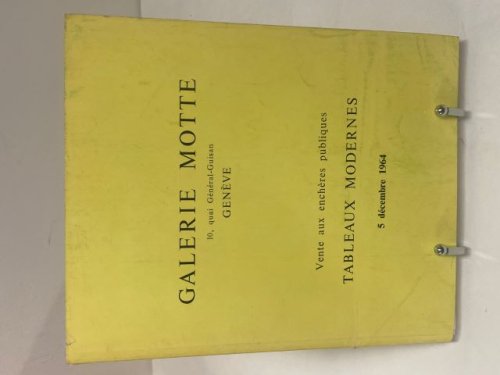 GALERIE MOTTE
10, quai Général-Guisan
GENÈVE
Vente aux enchères publiques
TABLEAUX MODERNES
5 décembre 1964